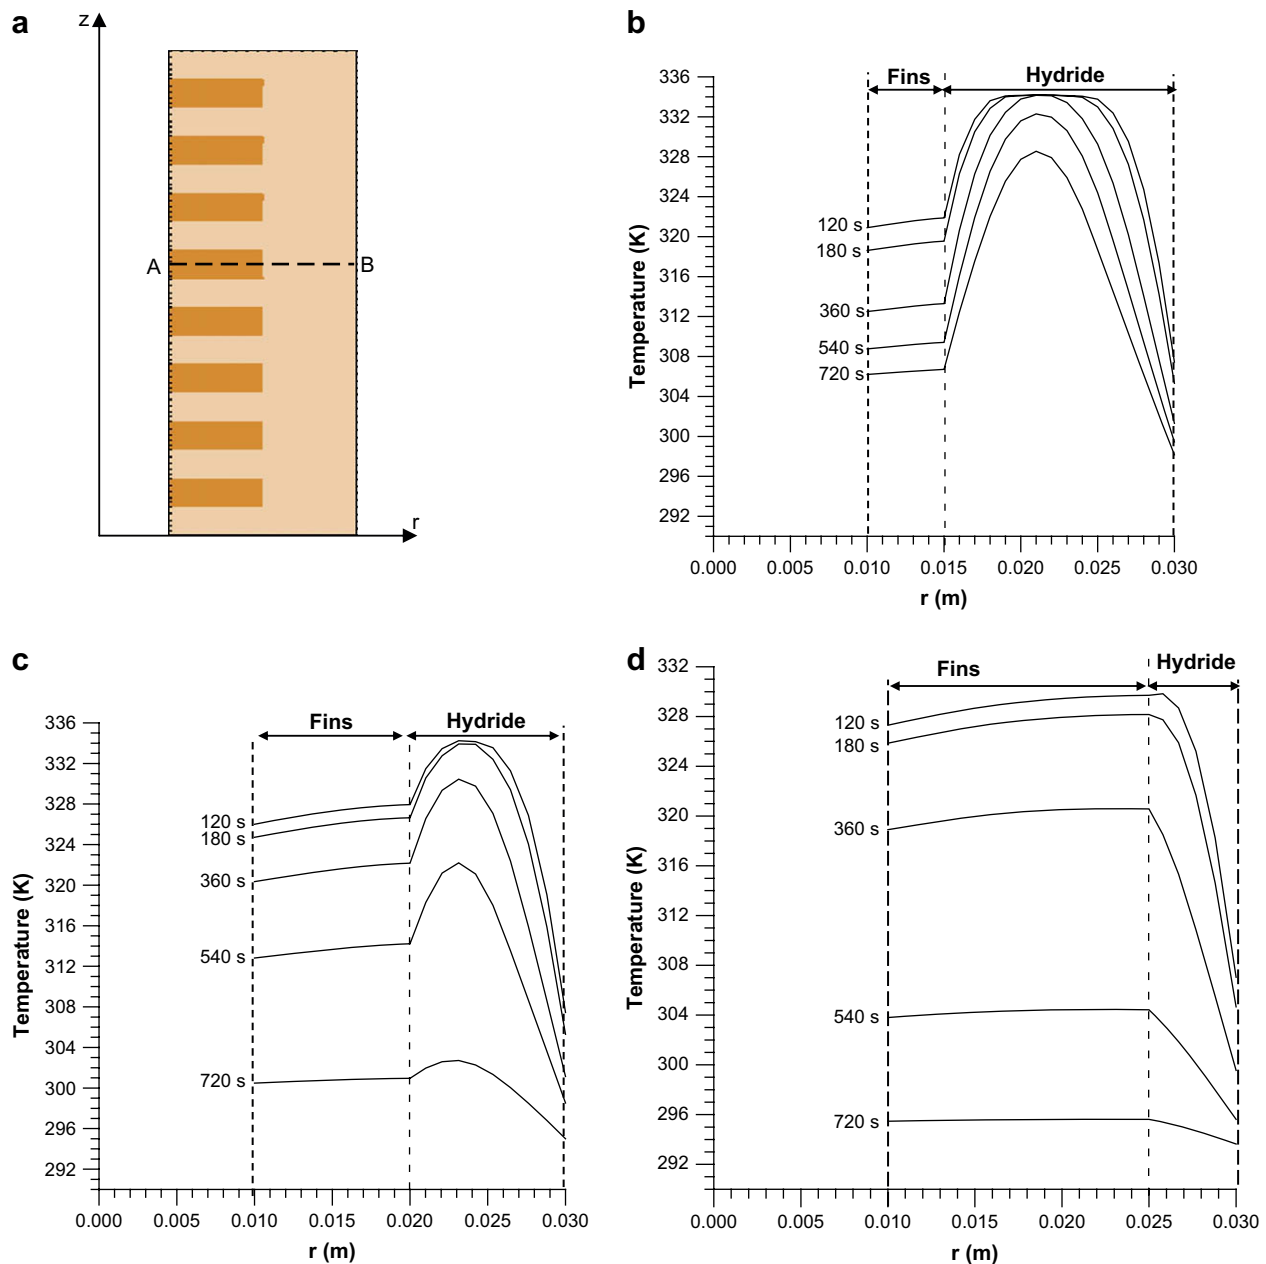 a
z
A
B
r
b
Fins
Hydride
336
332
328
324
320
316
312
308
304
300
296
292
Temperature (K)
120 s
180 s
360 s
540 s
720 s
0.000 0.005 0.010 0.015 0.020 0.025 0.030
r (m)
c
Fins
Hydride
336
332
328
324
320
316
312
308
304
300
296
292
Temperature (K)
120 s
180 s
360 s
540 s
720 s
0.000 0.005 0.010 0.015 0.020 0.025 0.030
r (m)
d
Fins
Hydride
332
328
324
320
316
312
308
304
300
296
292
Temperature (K)
120 s
180 s
360 s
540 s
720 s
0.000 0.005 0.010 0.015 0.020 0.025 0.030
r (m)